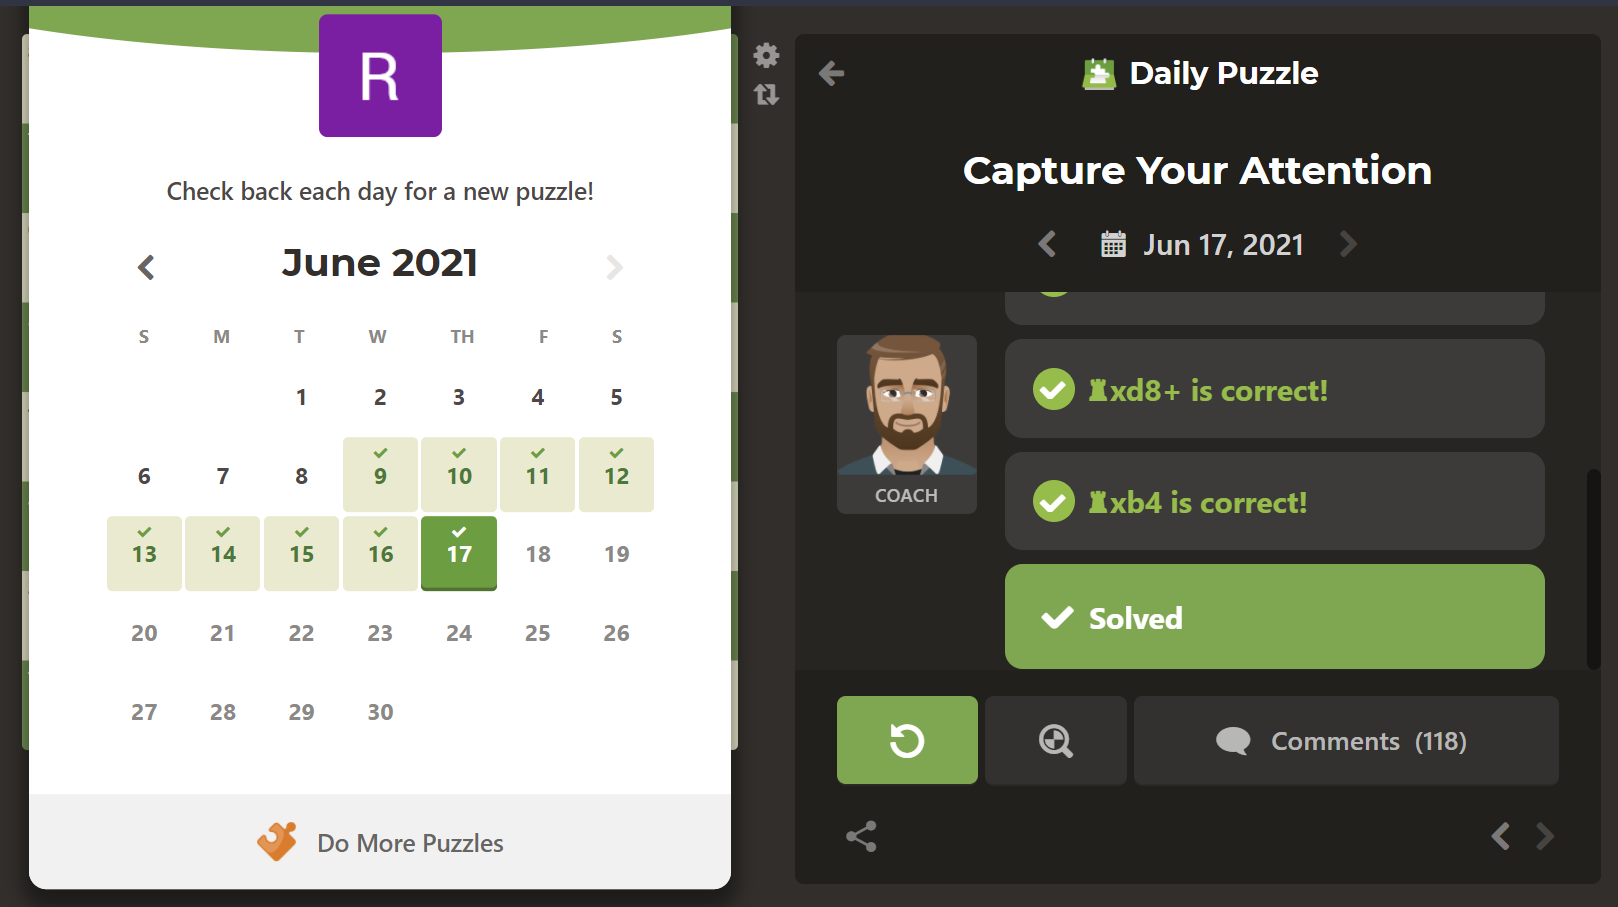 R
Check back each day for a new puzzle!
June 2021
S M T W TH F S
1 2 3 4 5
6 7 8 9 10 11 12
13 14 15 16 17 18 19
20 21 22 23 24 25 26
27 28 29 30
Do More Puzzles
Daily Puzzle
Capture Your Attention
Jun 17, 2021
COACH
♜xd8+ is correct!
♜xb4 is correct!
Solved
Comments (118)